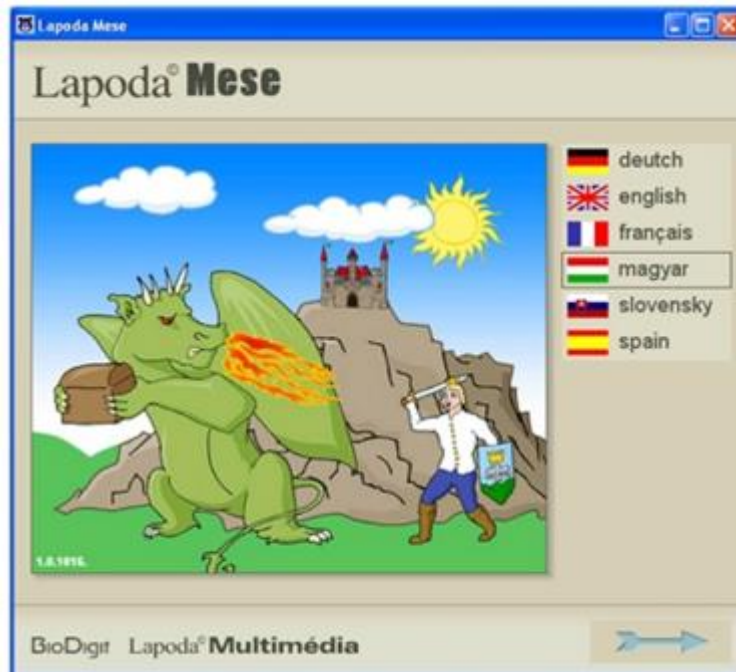 Lapoda Mese
Lapoda© Mese
deutch
english
français
magyar
slovensky
spain
1.0.1016.
BioDigit Lapoda© Multimédia